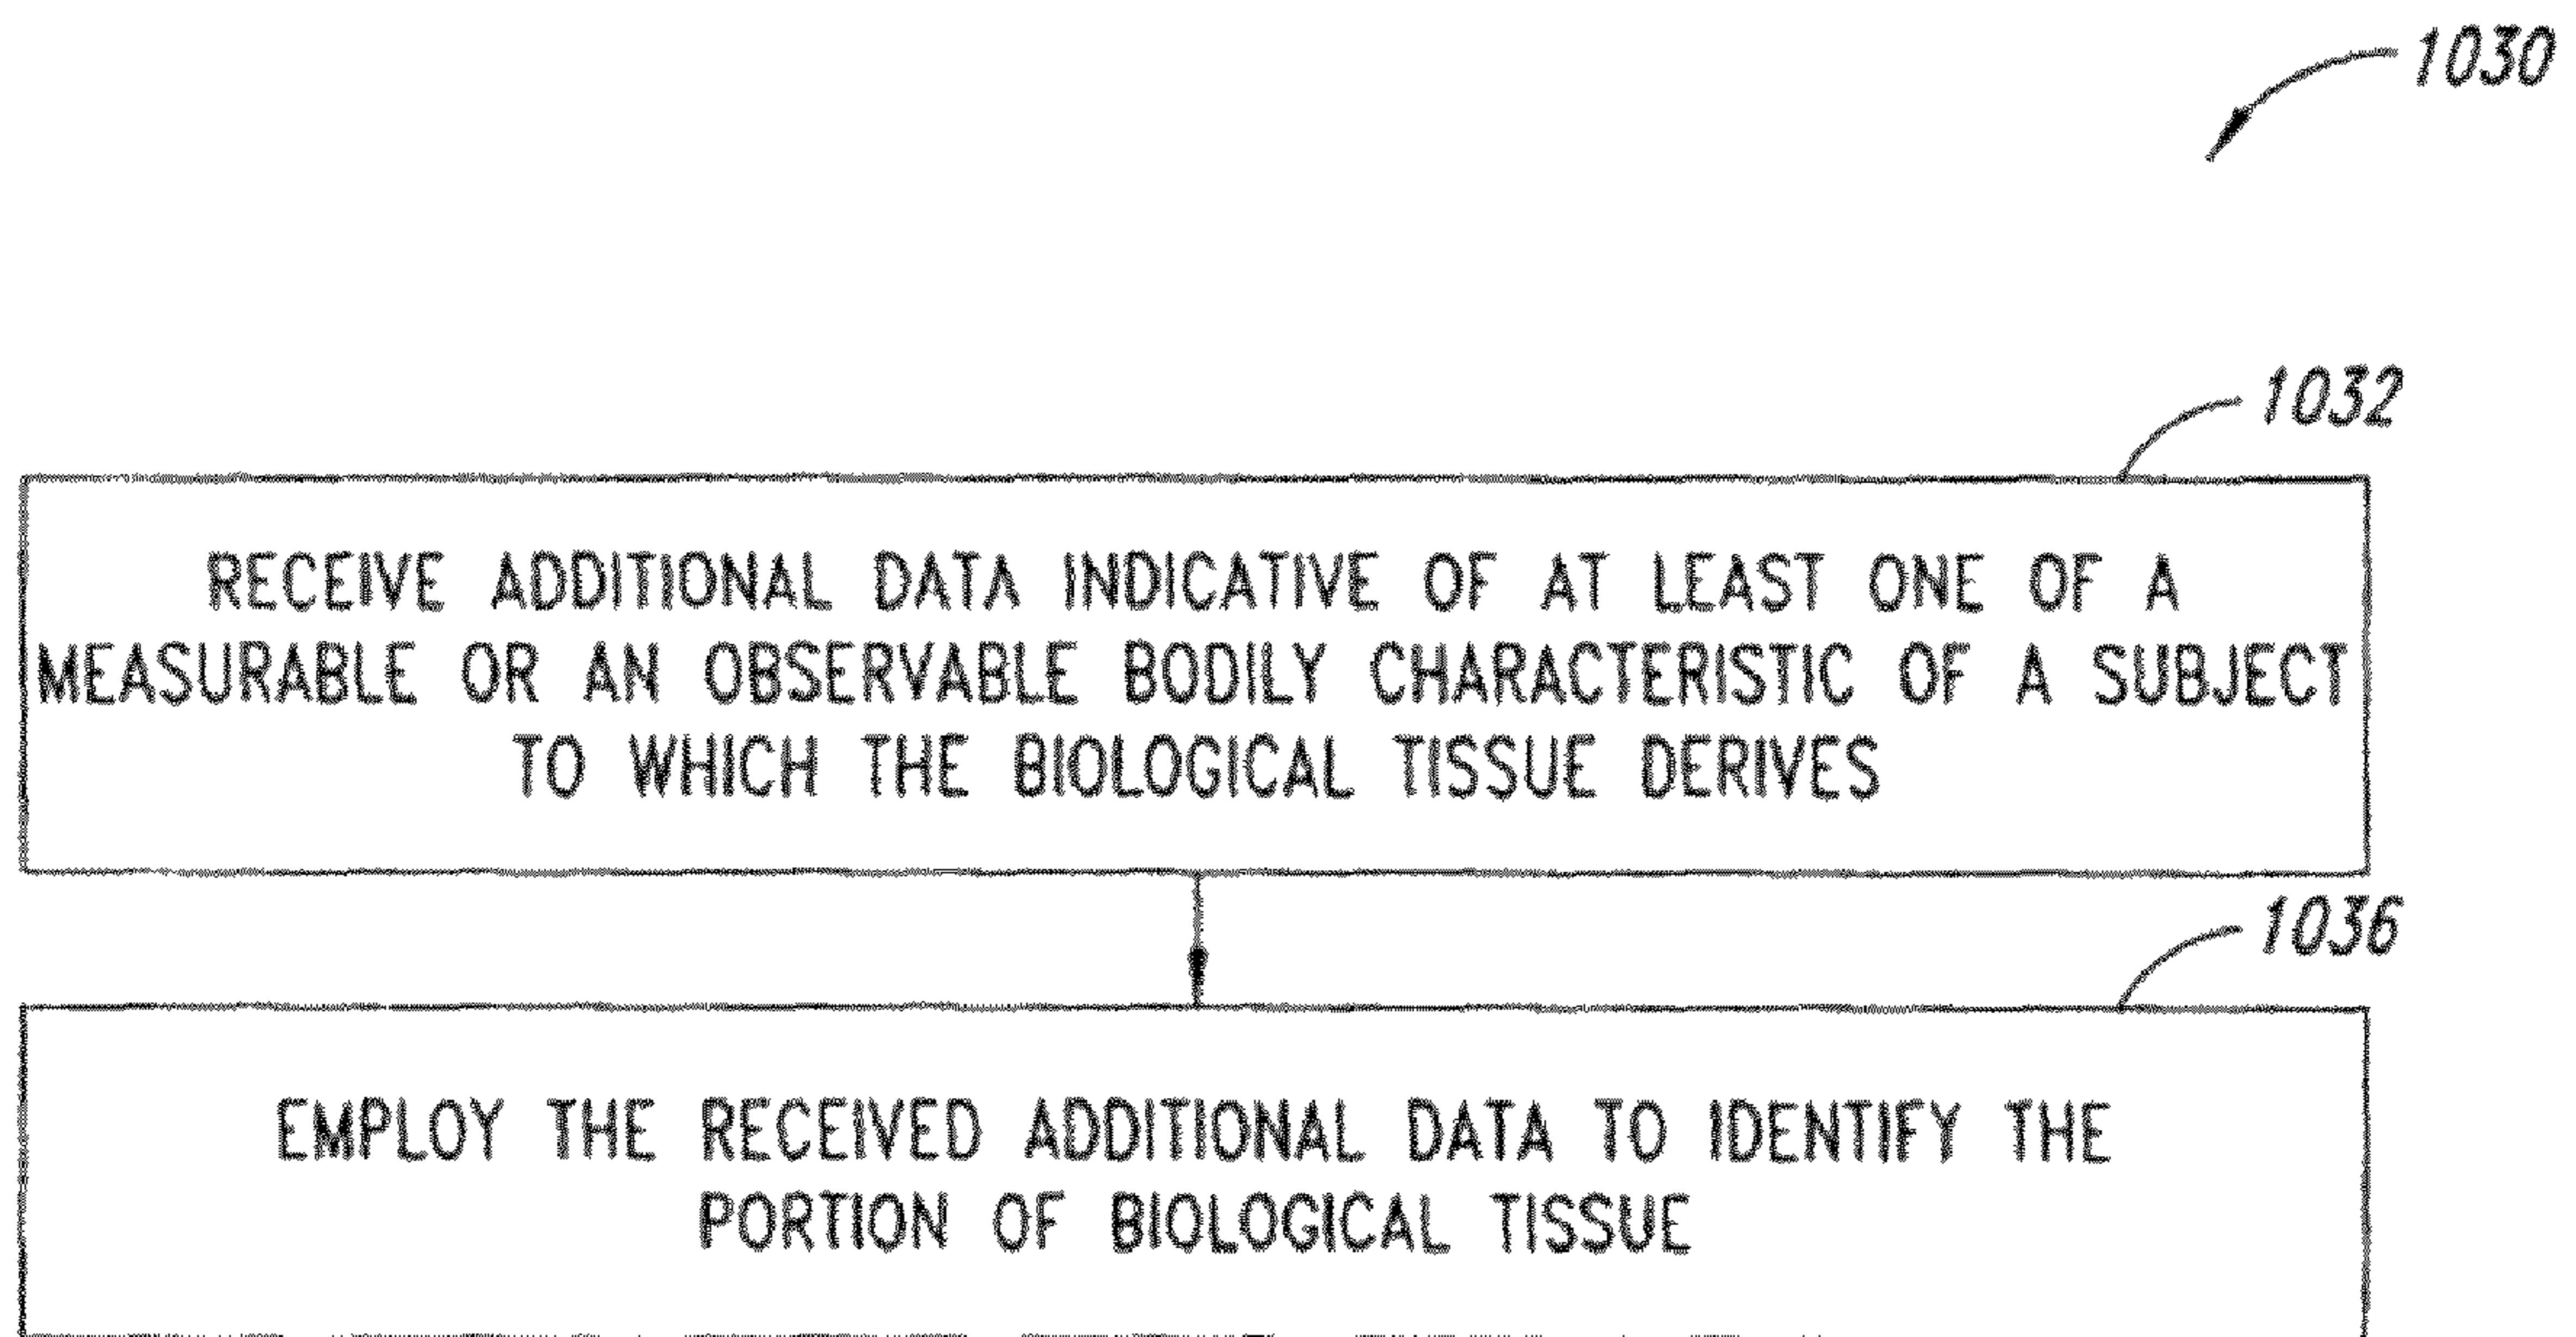 1030
1032
RECEIVE ADDITIONAL DATA INDICATIVE OF AT LEAST ONE OF A
MEASURABLE OR AN OBSERVABLE BODILY CHARACTERISTIC OF A SUBJECT
TO WHICH THE BIOLOGICAL TISSUE DERIVES
1036
EMPLOY THE RECEIVED ADDITIONAL DATA TO IDENTIFY THE
PORTION OF BIOLOGICAL TISSUE